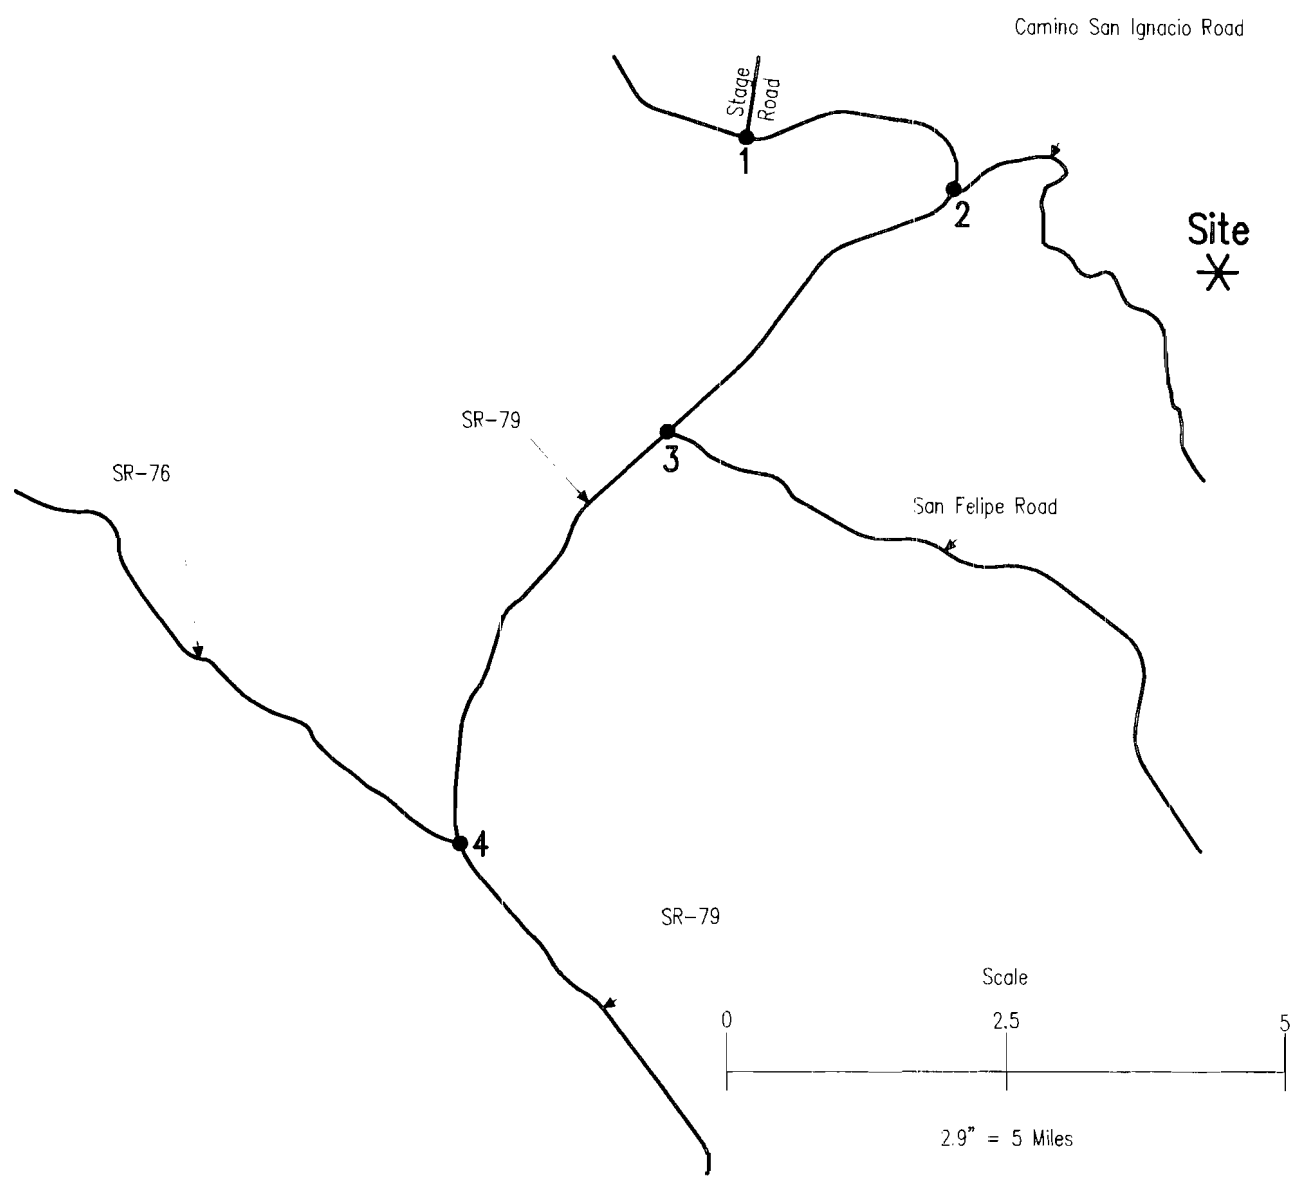 Camino San Ignacio Road
Stage
Road
1
2
Site
SR-79
3
SR-76
San Felipe Road
4
SR-79
Scale
0 2.5 5
2.9" = 5 Miles